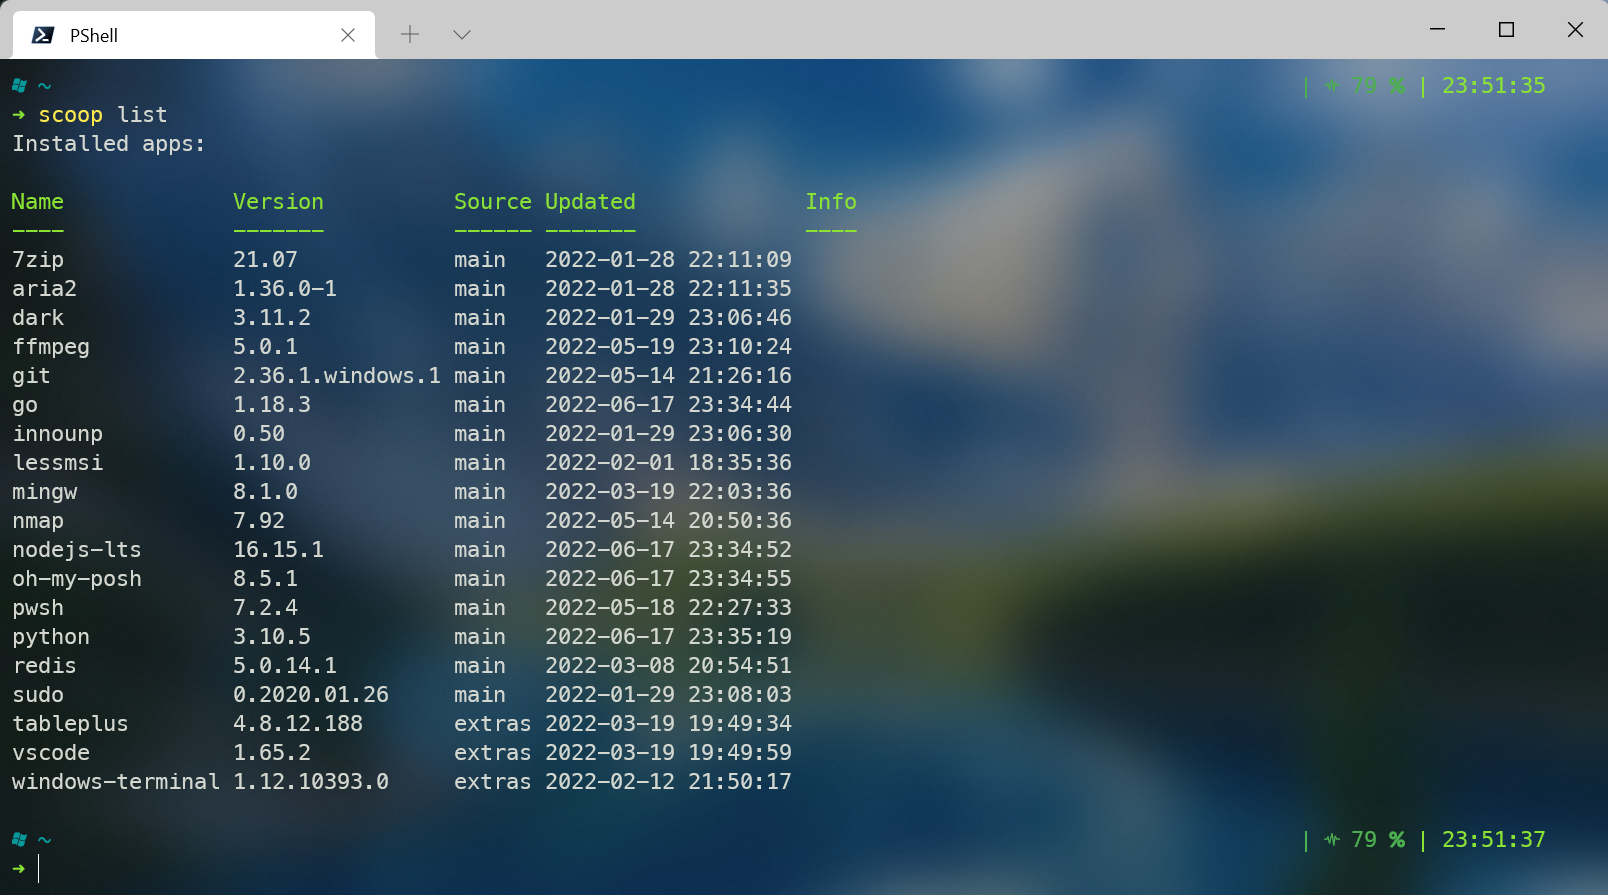 PShell
~ | 79 % | 23:51:35
➜ scoop list
Installed apps:
Name Version Source Updated Info
---- ------- ------ ------- ----
7zip 21.07 main 2022-01-28 22:11:09
aria2 1.36.0-1 main 2022-01-28 22:11:35
dark 3.11.2 main 2022-01-29 23:06:46
ffmpeg 5.0.1 main 2022-05-19 23:10:24
git 2.36.1.windows.1 main 2022-05-14 21:26:16
go 1.18.3 main 2022-06-17 23:34:44
innounp 0.50 main 2022-01-29 23:06:30
lessmsi 1.10.0 main 2022-02-01 18:35:36
mingw 8.1.0 main 2022-03-19 22:03:36
nmap 7.92 main 2022-05-14 20:50:36
nodejs-lts 16.15.1 main 2022-06-17 23:34:52
oh-my-posh 8.5.1 main 2022-06-17 23:34:55
pwsh 7.2.4 main 2022-05-18 22:27:33
python 3.10.5 main 2022-06-17 23:35:19
redis 5.0.14.1 main 2022-03-08 20:54:51
sudo 0.2020.01.26 main 2022-01-29 23:08:03
tableplus 4.8.12.188 extras 2022-03-19 19:49:34
vscode 1.65.2 extras 2022-03-19 19:49:59
windows-terminal 1.12.10393.0 extras 2022-02-12 21:50:17
~ | 79 % | 23:51:37
➜